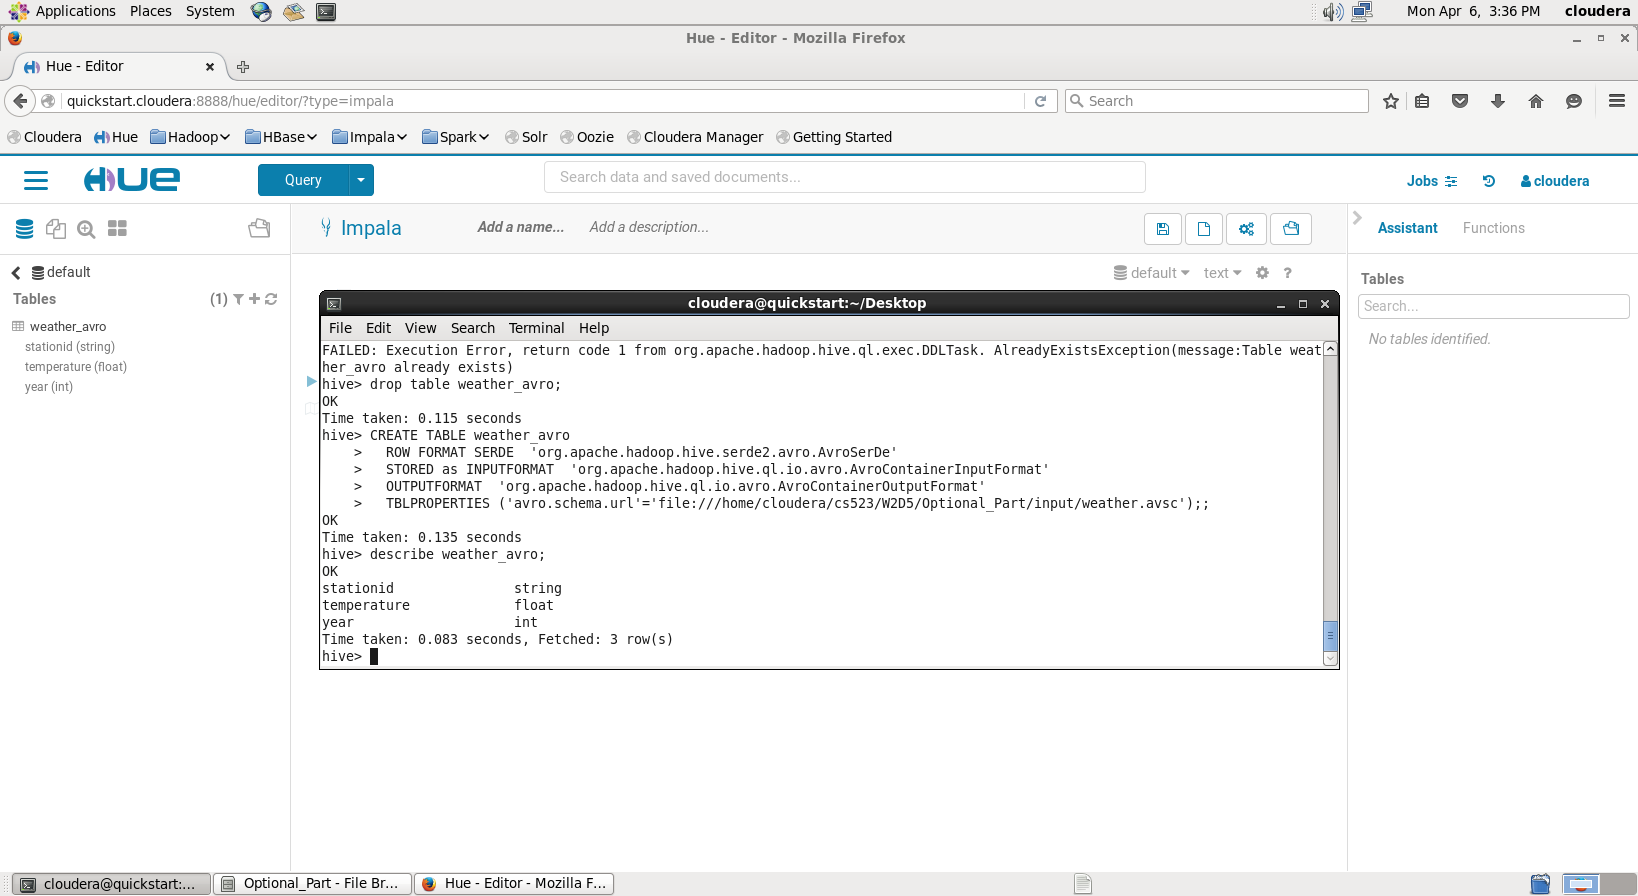 Applications Places System
Mon Apr 6, 3:36 PM cloudera
Hue - Editor - Mozilla Firefox
Hue - Editor
quickstart.cloudera:8888/hue/editor/?type=impala
Search
Cloudera Hue Hadoop HBase Impala Spark Solr Oozie Cloudera Manager Getting Started
HUE
Query
Search data and saved documents...
Jobs
cloudera
Impala
Add a name...
Add a description...
Assistant
Functions
default
default text ?
Tables
(1)
Tables
Search...
No tables identified.
weather_avro
stationid (string)
temperature (float)
year (int)
cloudera@quickstart:~/Desktop
File Edit View Search Terminal Help
FAILED: Execution Error, return code 1 from org.apache.hadoop.hive.ql.exec.DDLTask. AlreadyExistsException(message:Table weat
her_avro already exists)
hive> drop table weather_avro;
OK
Time taken: 0.115 seconds
hive> CREATE TABLE weather_avro
    >   ROW FORMAT SERDE  'org.apache.hadoop.hive.serde2.avro.AvroSerDe'
    >   STORED as INPUTFORMAT  'org.apache.hadoop.hive.ql.io.avro.AvroContainerInputFormat'
    >   OUTPUTFORMAT  'org.apache.hadoop.hive.ql.io.avro.AvroContainerOutputFormat'
    >   TBLPROPERTIES ('avro.schema.url'='file:///home/cloudera/cs523/W2D5/Optional_Part/input/weather.avsc');;
OK
Time taken: 0.135 seconds
hive> describe weather_avro;
OK
stationid               string
temperature             float
year                    int
Time taken: 0.083 seconds, Fetched: 3 row(s)
hive>
cloudera@quickstart:... Optional_Part - File Br... Hue - Editor - Mozilla F...